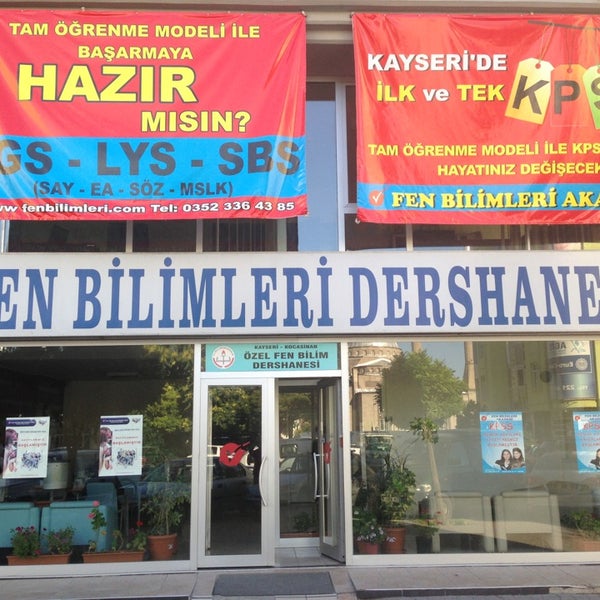 TAM ÖĞRENME MODELİ İLE
BAŞARMAYA
HAZIR
MISIN?
GS - LYS - SBS
(SAY - EA - SÖZ - MSLK)
www.fenbilimleri.com Tel: 0352 336 43 85
KAYSERİ'DE
İLK ve TEK
KPS
TAM ÖĞRENME MODELİ İLE KPS
HAYATINIZ DEĞİŞECEK
FEN BİLİMLERİ AKA
EN BİLİMLERİ DERSHANE
KAYSERİ - KOCASİNAN
ÖZEL FEN BİLİM
DERSHANESİ
KPSS